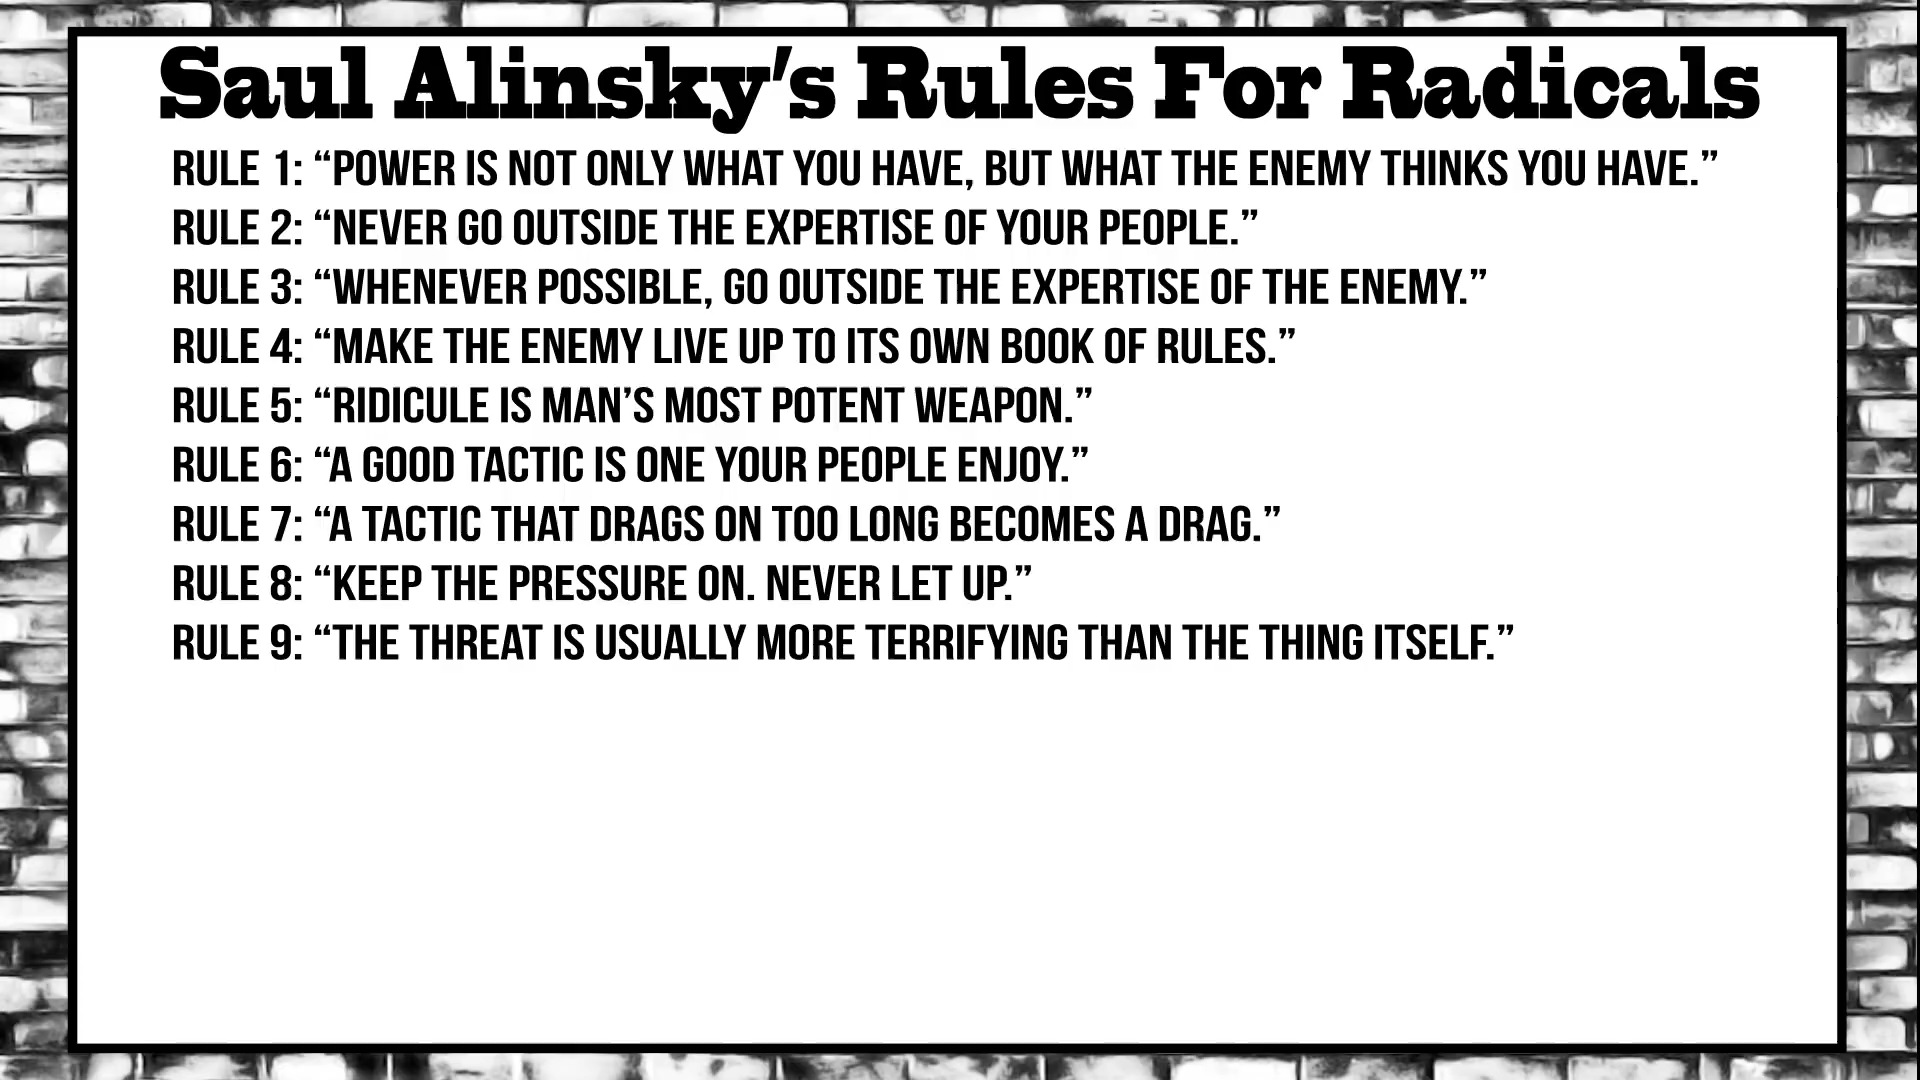 Saul Alinsky's Rules For Radicals
RULE 1: “POWER IS NOT ONLY WHAT YOU HAVE, BUT WHAT THE ENEMY THINKS YOU HAVE.”
RULE 2: “NEVER GO OUTSIDE THE EXPERTISE OF YOUR PEOPLE.”
RULE 3: “WHENEVER POSSIBLE, GO OUTSIDE THE EXPERTISE OF THE ENEMY.”
RULE 4: “MAKE THE ENEMY LIVE UP TO ITS OWN BOOK OF RULES.”
RULE 5: “RIDICULE IS MAN’S MOST POTENT WEAPON.”
RULE 6: “A GOOD TACTIC IS ONE YOUR PEOPLE ENJOY.”
RULE 7: “A TACTIC THAT DRAGS ON TOO LONG BECOMES A DRAG.”
RULE 8: “KEEP THE PRESSURE ON. NEVER LET UP.”
RULE 9: “THE THREAT IS USUALLY MORE TERRIFYING THAN THE THING ITSELF.”